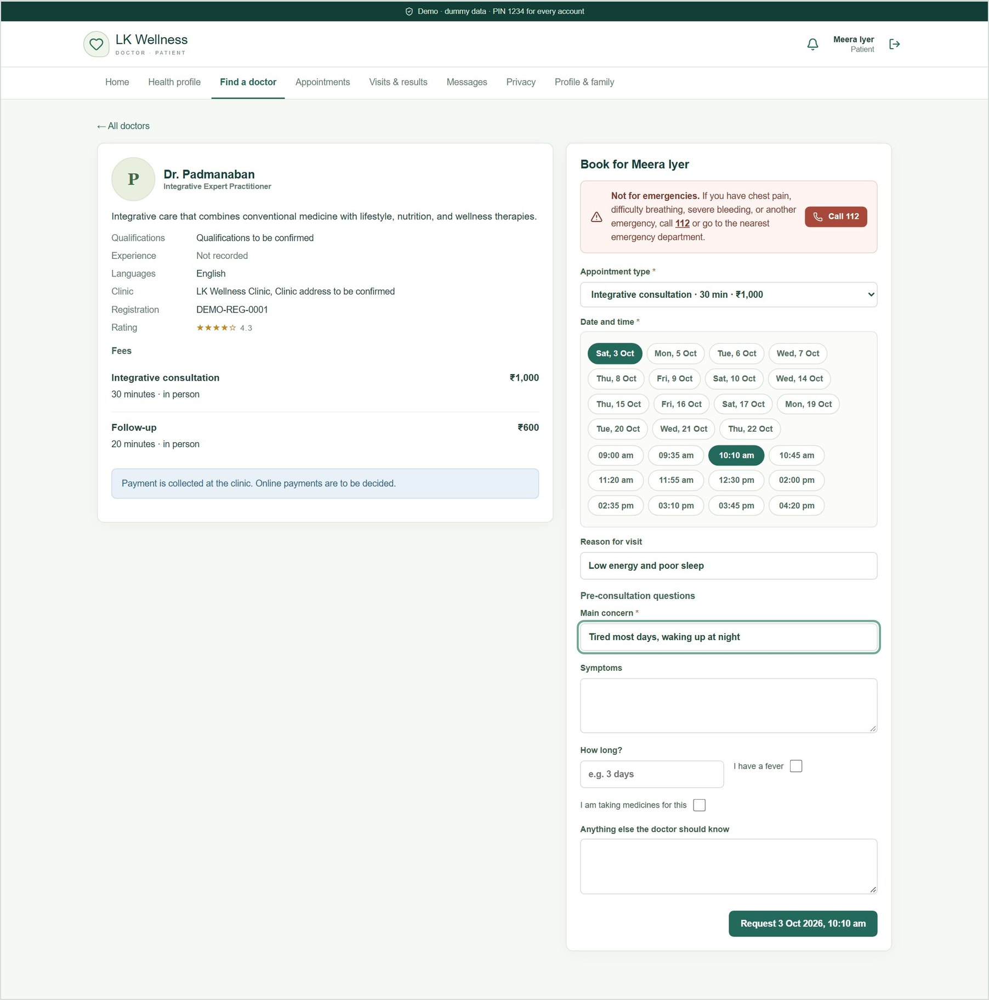 Demo · dummy data · PIN 1234 for every account
LK Wellness
DOCTOR · PATIENT
Meera Iyer
Patient
Home
Health profile
Find a doctor
Appointments
Visits & results
Messages
Privacy
Profile & family
← All doctors
P
Dr. Padmanaban
Integrative Expert Practitioner
Integrative care that combines conventional medicine with lifestyle, nutrition, and wellness therapies.
Qualifications Qualifications to be confirmed
Experience Not recorded
Languages English
Clinic LK Wellness Clinic, Clinic address to be confirmed
Registration DEMO-REG-0001
Rating ★★★★☆ 4.3
Fees
Integrative consultation ₹1,000
30 minutes · in person
Follow-up ₹600
20 minutes · in person
Payment is collected at the clinic. Online payments are to be decided.
Book for Meera Iyer
Not for emergencies. If you have chest pain,
difficulty breathing, severe bleeding, or another
emergency, call 112 or go to the nearest
emergency department.
Call 112
Appointment type *
Integrative consultation · 30 min · ₹1,000
Date and time *
Sat, 3 Oct Mon, 5 Oct Tue, 6 Oct Wed, 7 Oct
Thu, 8 Oct Fri, 9 Oct Sat, 10 Oct Wed, 14 Oct
Thu, 15 Oct Fri, 16 Oct Sat, 17 Oct Mon, 19 Oct
Tue, 20 Oct Wed, 21 Oct Thu, 22 Oct
09:00 am 09:35 am 10:10 am 10:45 am
11:20 am 11:55 am 12:30 pm 02:00 pm
02:35 pm 03:10 pm 03:45 pm 04:20 pm
Reason for visit
Low energy and poor sleep
Pre-consultation questions
Main concern *
Tired most days, waking up at night
Symptoms
How long?
e.g. 3 days
I have a fever
I am taking medicines for this
Anything else the doctor should know
Request 3 Oct 2026, 10:10 am